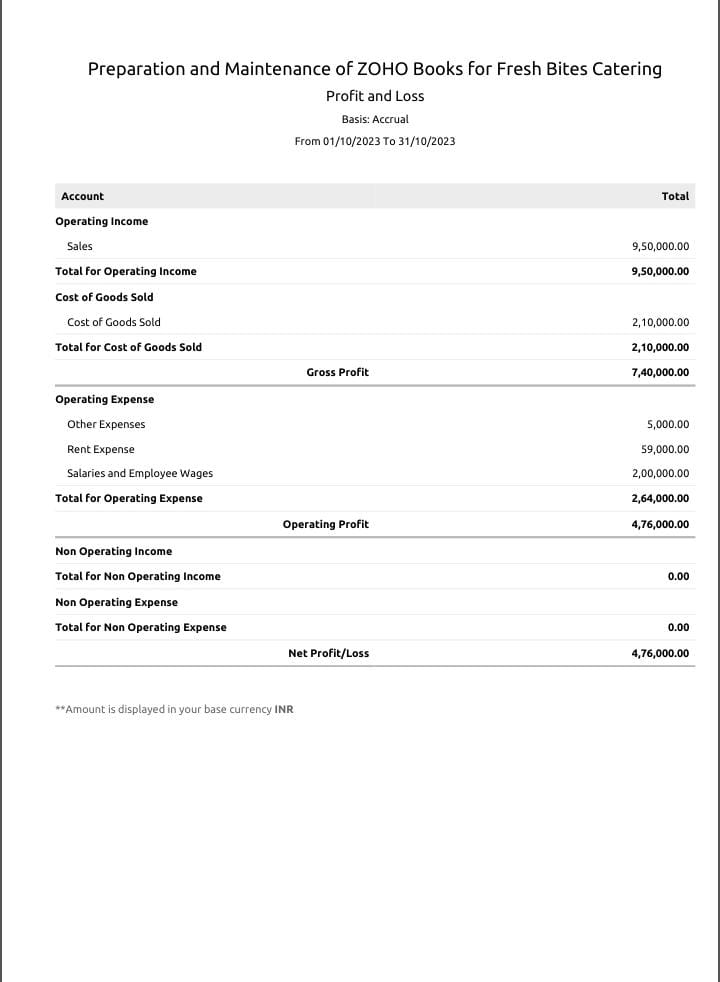 Preparation and Maintenance of ZOHO Books for Fresh Bites Catering
Profit and Loss
Basis: Accrual
From 01/10/2023 To 31/10/2023
Account Total
Operating Income
Sales 9,50,000.00
Total for Operating Income 9,50,000.00
Cost of Goods Sold
Cost of Goods Sold 2,10,000.00
Total for Cost of Goods Sold 2,10,000.00
Gross Profit 7,40,000.00
Operating Expense
Other Expenses 5,000.00
Rent Expense 59,000.00
Salaries and Employee Wages 2,00,000.00
Total for Operating Expense 2,64,000.00
Operating Profit 4,76,000.00
Non Operating Income
Total for Non Operating Income 0.00
Non Operating Expense
Total for Non Operating Expense 0.00
Net Profit/Loss 4,76,000.00
**Amount is displayed in your base currency INR